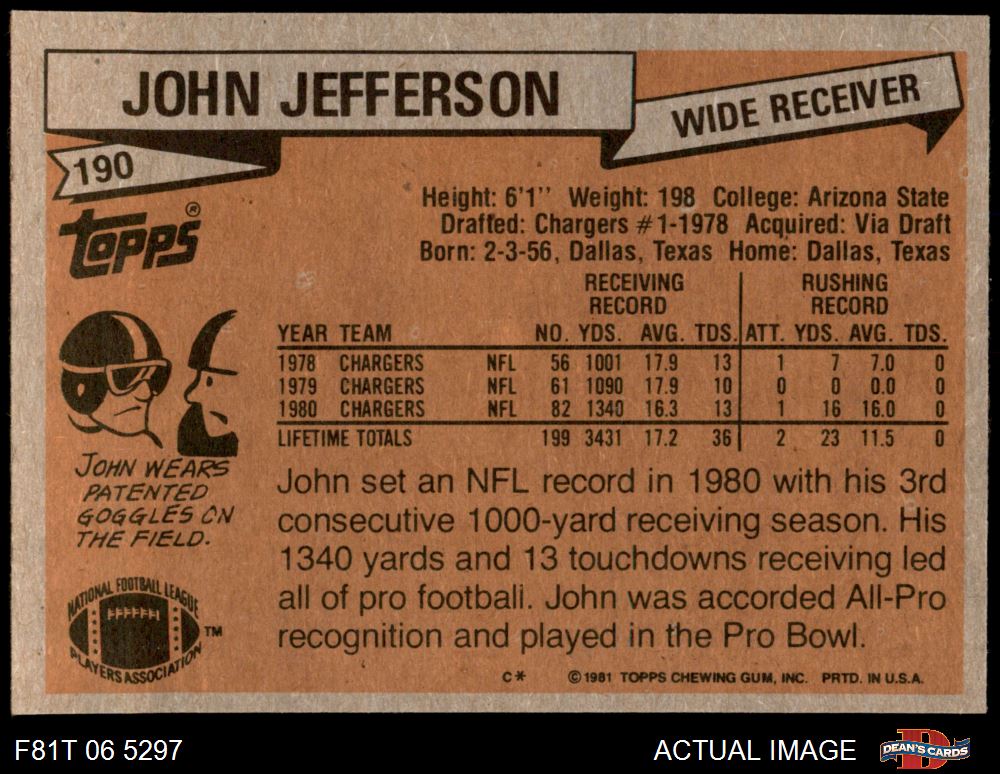 JOHN JEFFERSON
WIDE RECEIVER
190
TOPPS®
Height: 6'1'' Weight: 198 College: Arizona State
Drafted: Chargers #1-1978 Acquired: Via Draft
Born: 2-3-56, Dallas, Texas Home: Dallas, Texas
RECEIVING RECORD RUSHING RECORD
YEAR TEAM NO. YDS. AVG. TDS. ATT. YDS. AVG. TDS.
1978 CHARGERS NFL 56 1001 17.9 13 1 7 7.0 0
1979 CHARGERS NFL 61 1090 17.9 10 0 0 0.0 0
1980 CHARGERS NFL 82 1340 16.3 13 1 16 16.0 0
LIFETIME TOTALS 199 3431 17.2 36 2 23 11.5 0
JOHN WEARS
PATENTED
GOGGLES ON
THE FIELD.
John set an NFL record in 1980 with his 3rd
consecutive 1000-yard receiving season. His
1340 yards and 13 touchdowns receiving led
all of pro football. John was accorded All-Pro
recognition and played in the Pro Bowl.
NATIONAL FOOTBALL LEAGUE
PLAYERS ASSOCIATION
TM
C* ©1981 TOPPS CHEWING GUM, INC. PRTD. IN U.S.A.
F81T 06 5297
ACTUAL IMAGE
DEAN'S CARDS